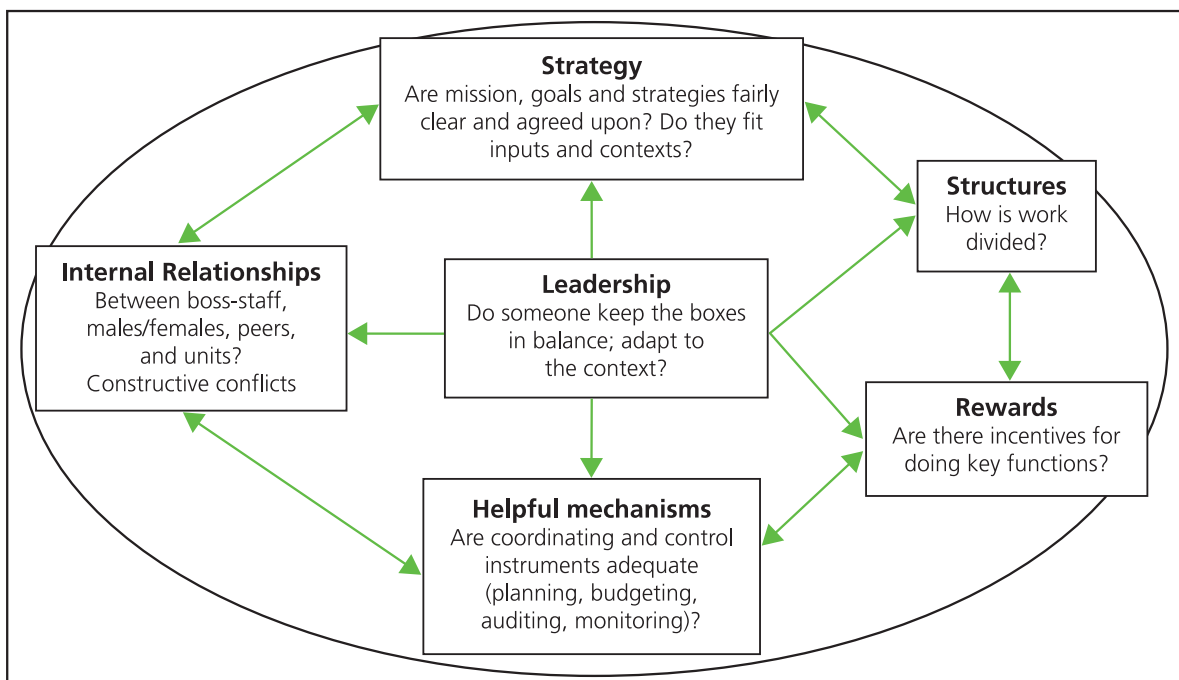 Strategy
Are mission, goals and strategies fairly
clear and agreed upon? Do they fit
inputs and contexts?
Structures
How is work
divided?
Internal Relationships
Between boss-staff,
males/females, peers,
and units?
Constructive conflicts
Leadership
Do someone keep the boxes
in balance; adapt to
the context?
Rewards
Are there incentives for
doing key functions?
Helpful mechanisms
Are coordinating and control
instruments adequate
(planning, budgeting,
auditing, monitoring)?